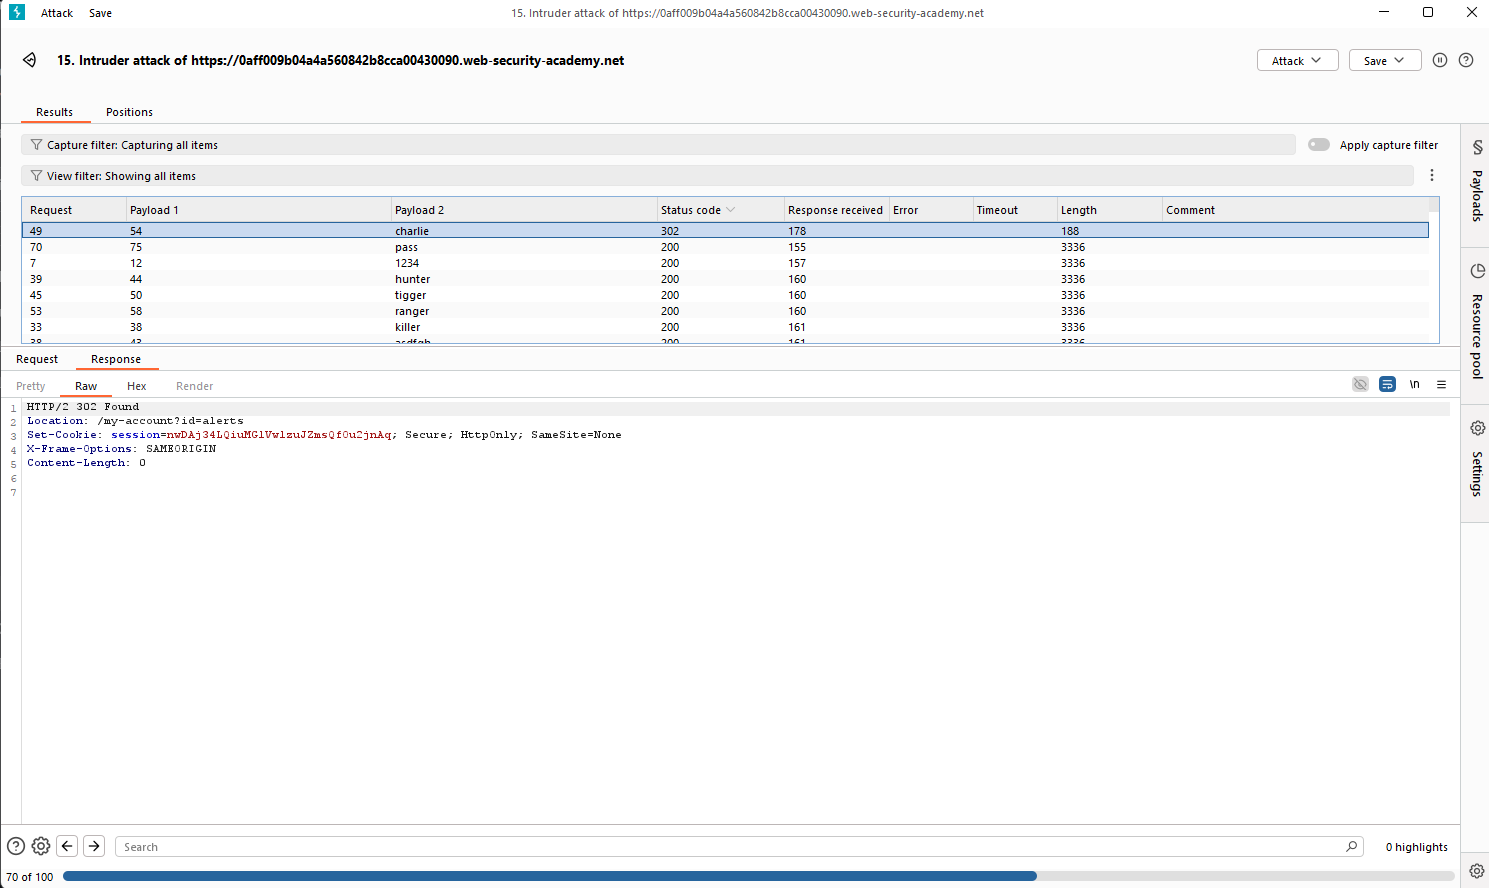 Attack Save 15. Intruder attack of https://0aff009b04a4a560842b8cca00430090.web-security-academy.net
15. Intruder attack of https://0aff009b04a4a560842b8cca00430090.web-security-academy.net Attack Save
Results Positions
Capture filter: Capturing all items Apply capture filter
View filter: Showing all items
Request Payload 1 Payload 2 Status code Response received Error Timeout Length Comment
49 54 charlie 302 178 188
70 75 pass 200 155 3336
7 12 1234 200 157 3336
39 44 hunter 200 160 3336
45 50 tigger 200 160 3336
53 58 ranger 200 160 3336
33 38 killer 200 161 3336
38 43 asdfgh 200 161 3336
Request Response
Pretty Raw Hex Render \n
1 HTTP/2 302 Found
2 Location: /my-account?id=alerts
3 Set-Cookie: session=nwDAj34LQiuMGlVwlzuJZmsQfOu2jnAq; Secure; HttpOnly; SameSite=None
4 X-Frame-Options: SAMEORIGIN
5 Content-Length: 0
6
7
Search 0 highlights
70 of 100
§ Payloads
Resource pool
Settings